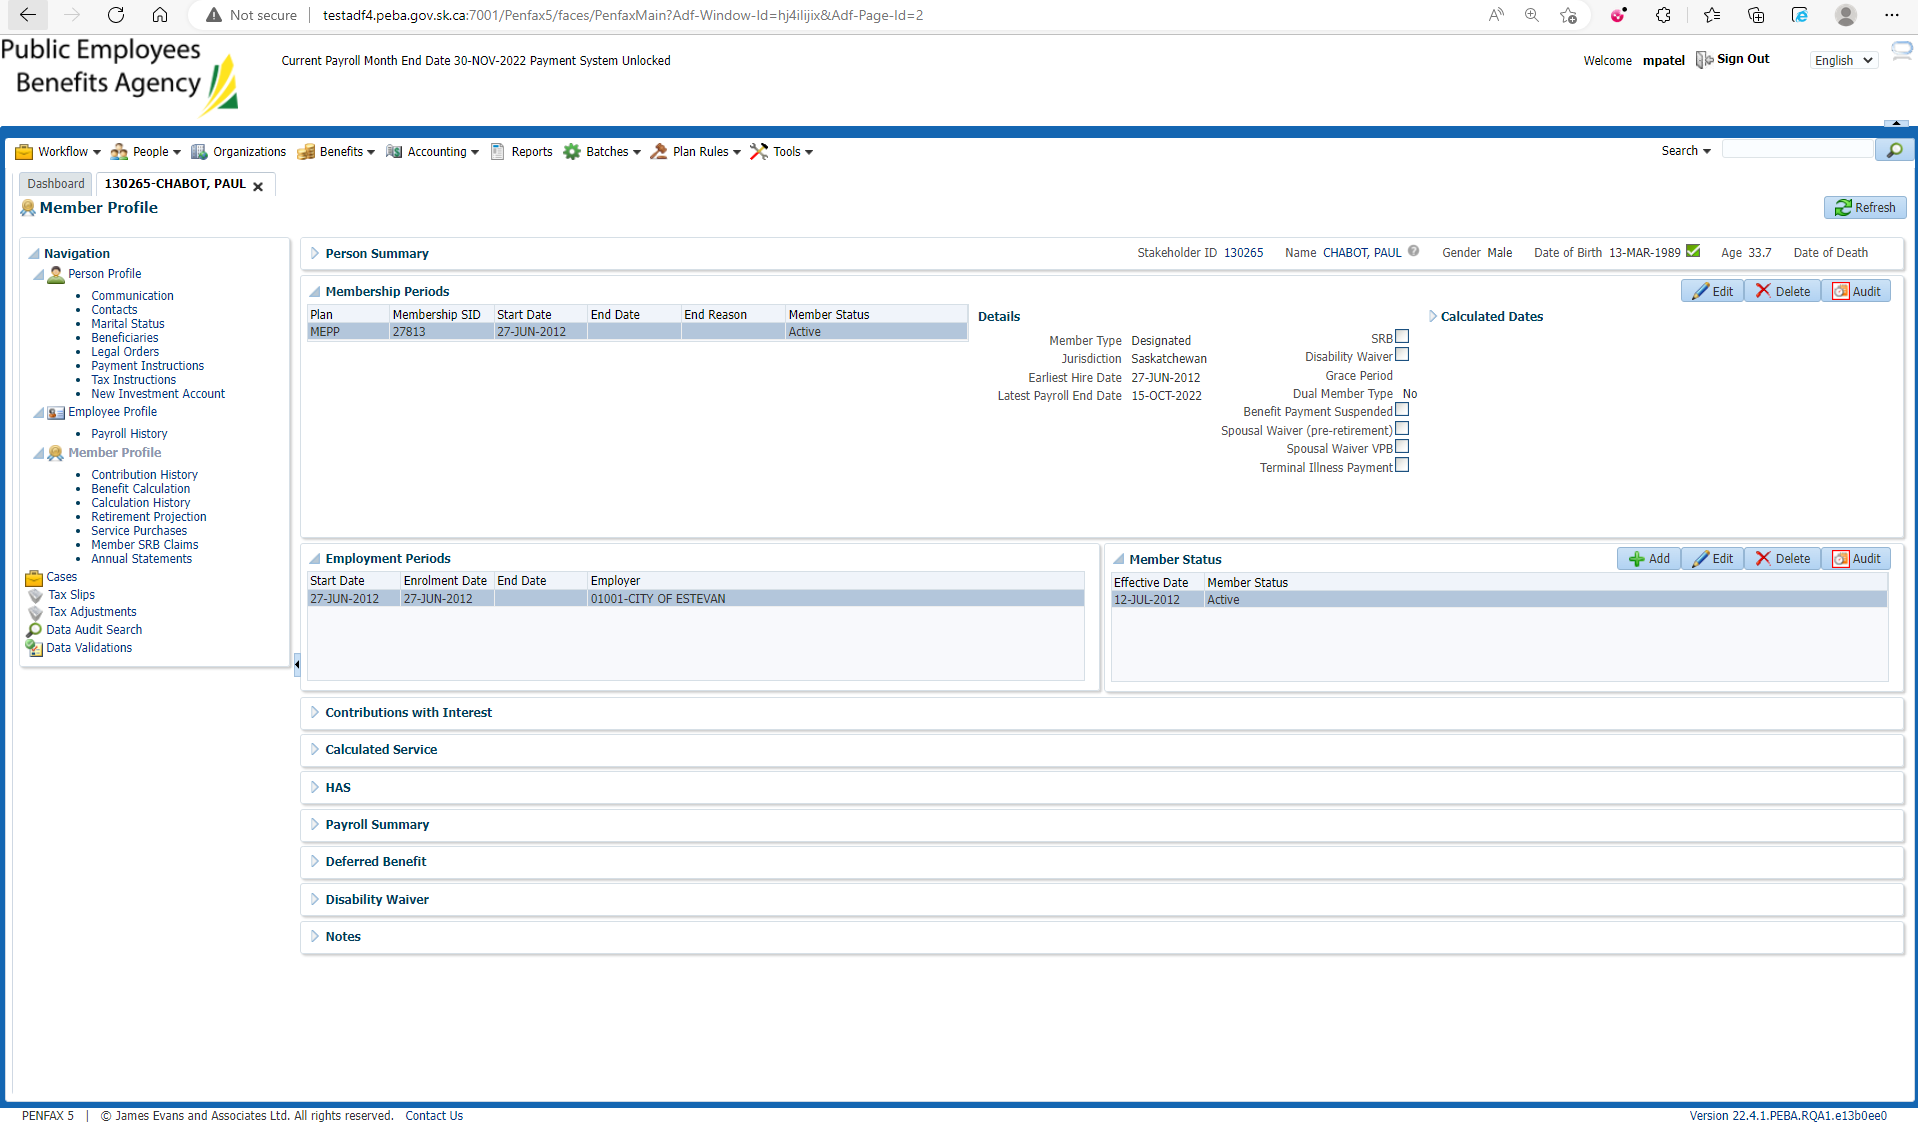 Not secure | testadf4.peba.gov.sk.ca:7001/Penfax5/faces/PenfaxMain?Adf-Window-Id=hj4ilijix&Adf-Page-Id=2
Public Employees
Benefits Agency
Current Payroll Month End Date 30-NOV-2022 Payment System Unlocked
Welcome mpatel Sign Out English
Workflow People Organizations Benefits Accounting Reports Batches Plan Rules Tools Search
Dashboard 130265-CHABOT, PAUL
Member Profile
Refresh
Navigation
Person Profile
Communication
Contacts
Marital Status
Beneficiaries
Legal Orders
Payment Instructions
Tax Instructions
New Investment Account
Employee Profile
Payroll History
Member Profile
Contribution History
Benefit Calculation
Calculation History
Retirement Projection
Service Purchases
Member SRB Claims
Annual Statements
Cases
Tax Slips
Tax Adjustments
Data Audit Search
Data Validations
Person Summary Stakeholder ID 130265 Name CHABOT, PAUL Gender Male Date of Birth 13-MAR-1989 Age 33.7 Date of Death
Membership Periods Edit Delete Audit
Plan Membership SID Start Date End Date End Reason Member Status
MEPP 27813 27-JUN-2012 Active
Details
Member Type Designated
Jurisdiction Saskatchewan
Earliest Hire Date 27-JUN-2012
Latest Payroll End Date 15-OCT-2022
SRB
Disability Waiver
Grace Period
Dual Member Type No
Benefit Payment Suspended
Spousal Waiver (pre-retirement)
Spousal Waiver VPB
Terminal Illness Payment
Calculated Dates
Employment Periods
Start Date Enrolment Date End Date Employer
27-JUN-2012 27-JUN-2012 01001-CITY OF ESTEVAN
Member Status Add Edit Delete Audit
Effective Date Member Status
12-JUL-2012 Active
Contributions with Interest
Calculated Service
HAS
Payroll Summary
Deferred Benefit
Disability Waiver
Notes
PENFAX 5 | © James Evans and Associates Ltd. All rights reserved. Contact Us
Version 22.4.1.PEBA.RQA1.e13b0ee0